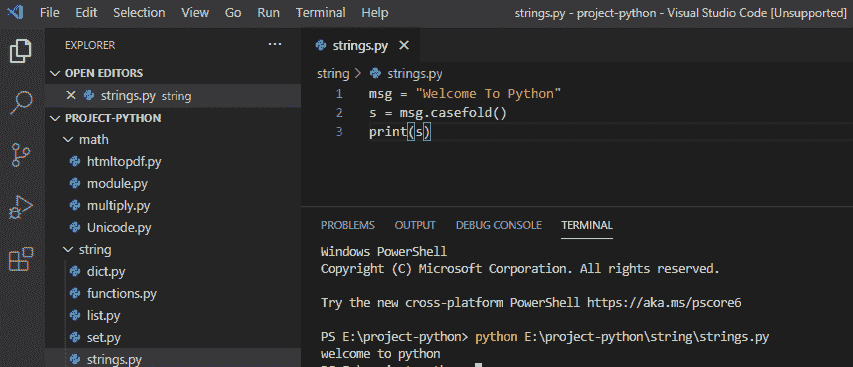 File Edit Selection View Go Run Terminal Help strings.py - project-python - Visual Studio Code [Unsupported]
EXPLORER ...
OPEN EDITORS
strings.py string
PROJECT-PYTHON
math
htmltopdf.py
module.py
multiply.py
Unicode.py
string
dict.py
functions.py
list.py
set.py
strings.py
strings.py
string > strings.py
1 msg = "Welcome To Python"
2 s = msg.casefold()
3 print(s)
PROBLEMS OUTPUT DEBUG CONSOLE TERMINAL
Windows PowerShell
Copyright (C) Microsoft Corporation. All rights reserved.
Try the new cross-platform PowerShell https://aka.ms/pscore6
PS E:\project-python> python E:\project-python\string\strings.py
welcome to python